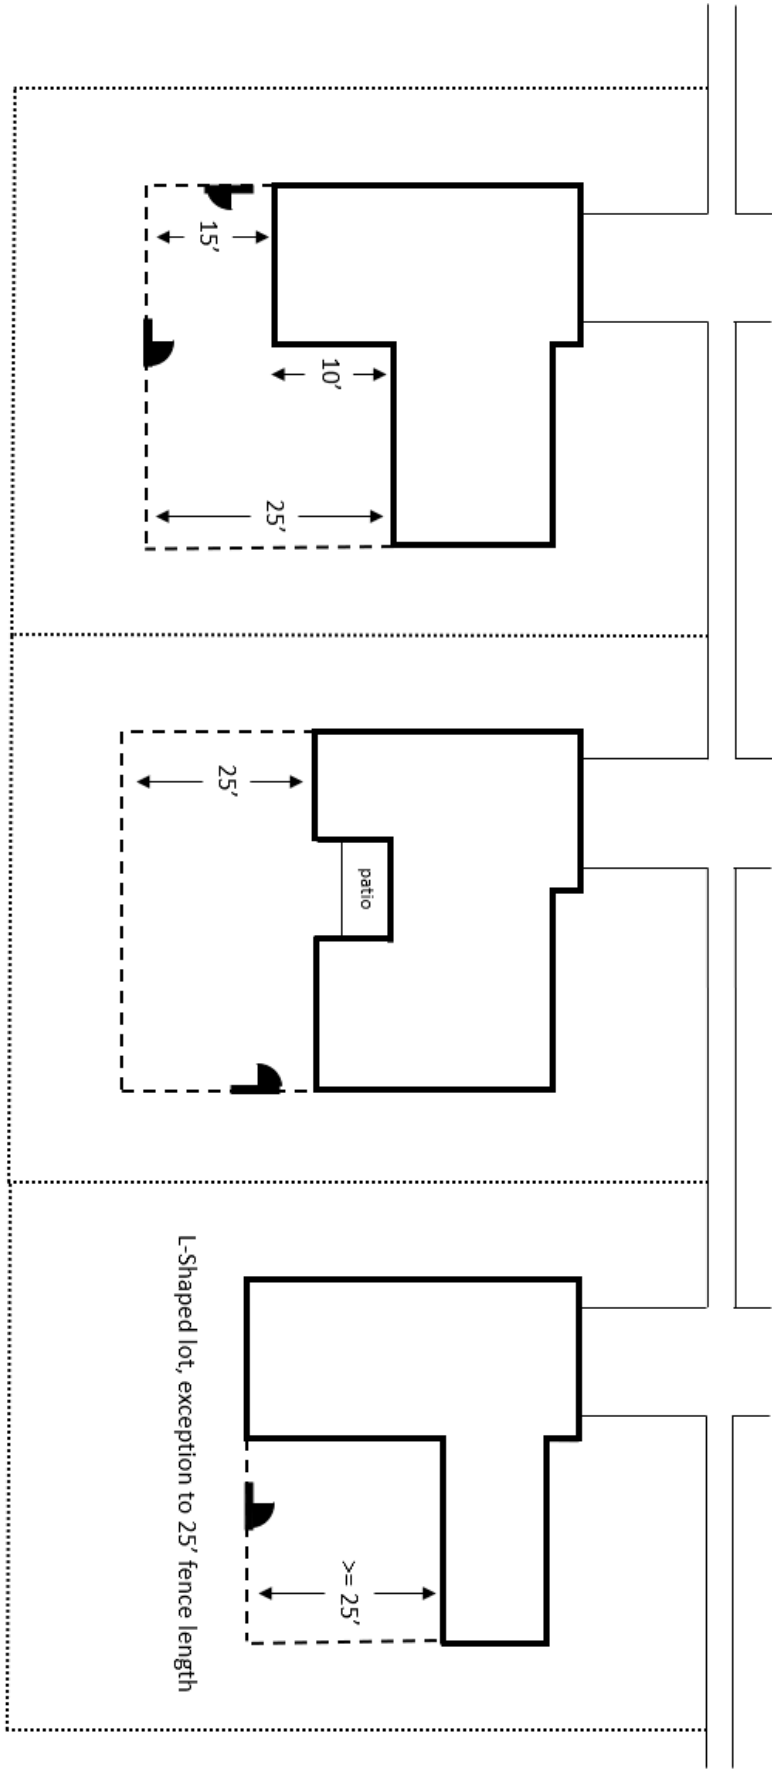 15’
10’
25’
25’
patio
>= 25’
L-Shaped lot, exception to 25’ fence length